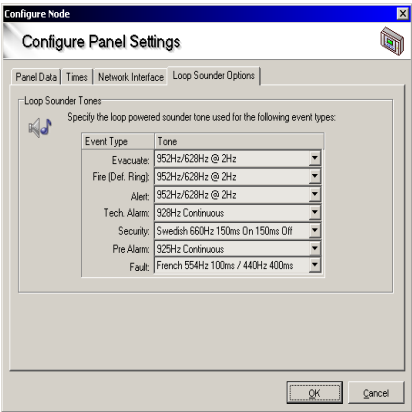 Configure Node
Configure Panel Settings
Panel Data Times Network Interface Loop Sounder Options
Loop Sounder Tones
Specify the loop powered sounder tone used for the following event types:
Event Type Tone
Evacuate: 952Hz/628Hz @ 2Hz
Fire (Def. Ring): 952Hz/628Hz @ 2Hz
Alert: 952Hz/628Hz @ 2Hz
Tech. Alarm: 928Hz Continuous
Security: Swedish 660Hz 150ms On 150ms Off
Pre Alarm: 925Hz Continuous
Fault: French 554Hz 100ms / 440Hz 400ms
OK Cancel